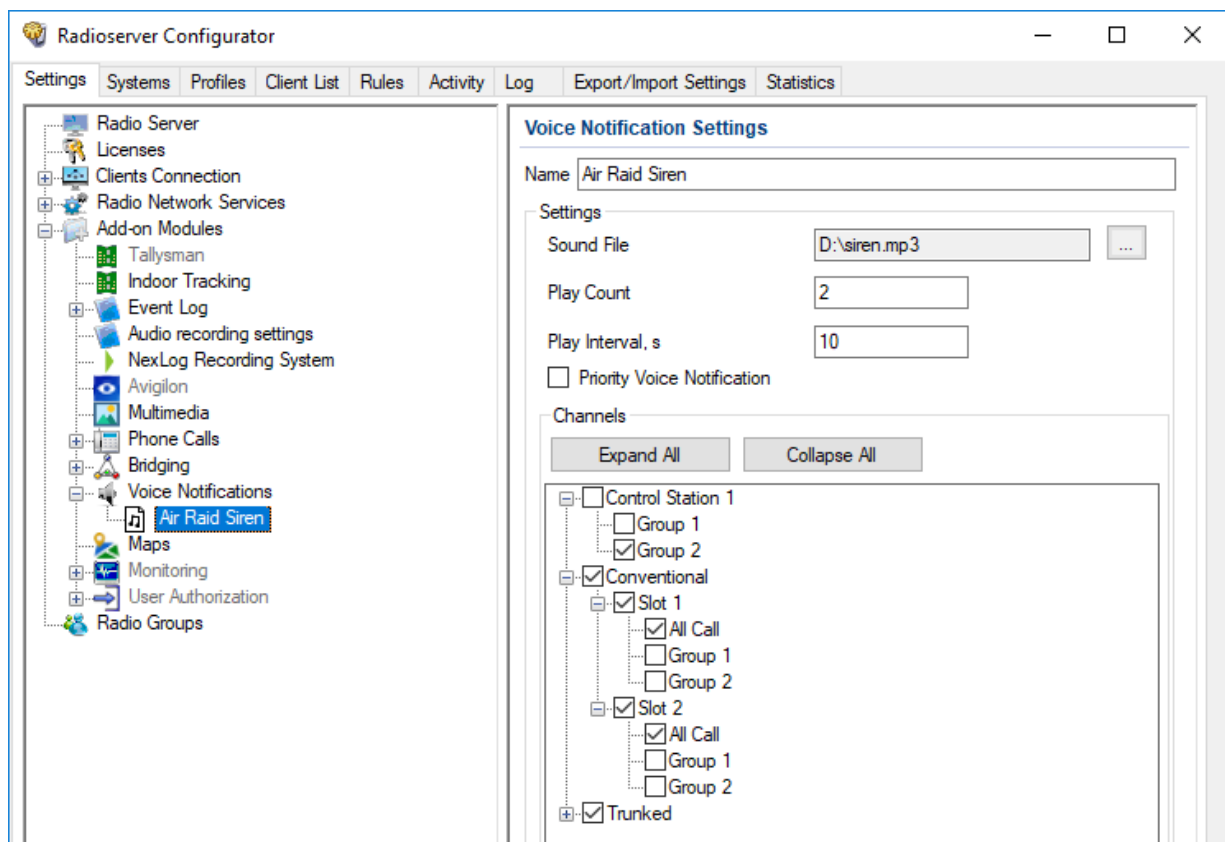 Radioserver Configurator
Settings Systems Profiles Client List Rules Activity Log Export/Import Settings Statistics
Radio Server
Licenses
Clients Connection
Radio Network Services
Add-on Modules
Tallysman
Indoor Tracking
Event Log
Audio recording settings
NexLog Recording System
Avigilon
Multimedia
Phone Calls
Bridging
Voice Notifications
Air Raid Siren
Maps
Monitoring
User Authorization
Radio Groups
Voice Notification Settings
Name Air Raid Siren
Settings
Sound File D:\siren.mp3 ...
Play Count 2
Play Interval, s 10
Priority Voice Notification
Channels
Expand All Collapse All
Control Station 1
Group 1
Group 2
Conventional
Slot 1
All Call
Group 1
Group 2
Slot 2
All Call
Group 1
Group 2
Trunked